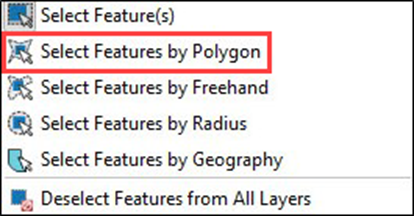 Select Feature(s)
Select Features by Polygon
Select Features by Freehand
Select Features by Radius
Select Features by Geography
Deselect Features from All Layers